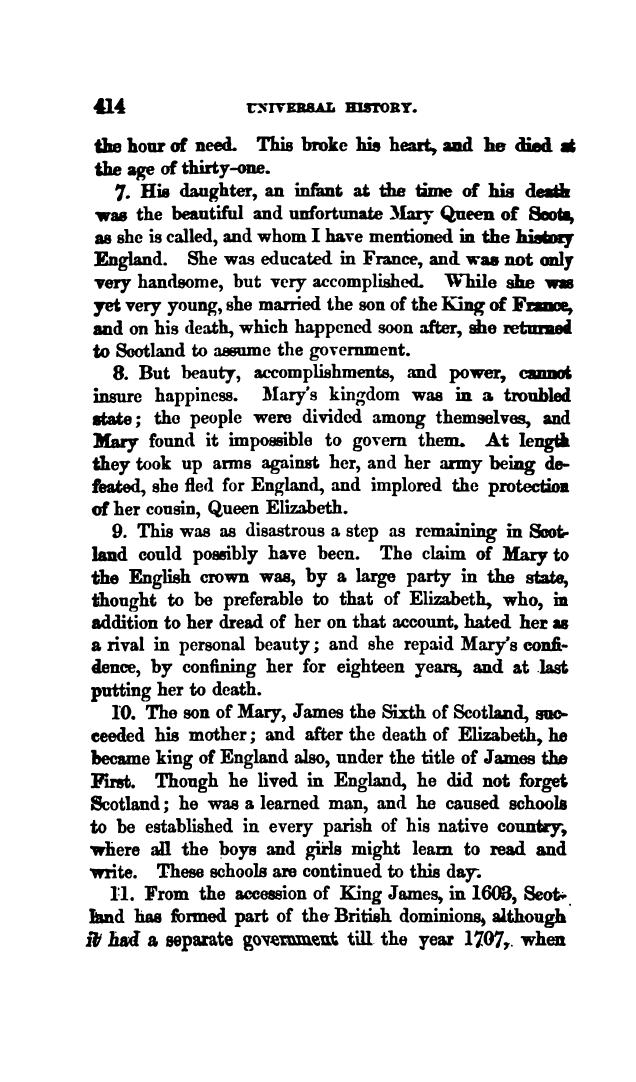 414 UNIVERSAL HISTORY.
the hour of need. This broke his heart, and he died at
the age of thirty-one.
7. His daughter, an infant at the time of his death
was the beautiful and unfortunate Mary Queen of Scots,
as she is called, and whom I have mentioned in the history
England. She was educated in France, and was not only
very handsome, but very accomplished. While she was
yet very young, she married the son of the King of France,
and on his death, which happened soon after, she returned
to Scotland to assume the government.
8. But beauty, accomplishments, and power, cannot
insure happiness. Mary's kingdom was in a troubled
state; the people were divided among themselves, and
Mary found it impossible to govern them. At length
they took up arms against her, and her army being de-
feated, she fled for England, and implored the protection
of her cousin, Queen Elizabeth.
9. This was as disastrous a step as remaining in Scot-
land could possibly have been. The claim of Mary to
the English crown was, by a large party in the state,
thought to be preferable to that of Elizabeth, who, in
addition to her dread of her on that account, hated her as
a rival in personal beauty; and she repaid Mary's confi-
dence, by confining her for eighteen years, and at last
putting her to death.
10. The son of Mary, James the Sixth of Scotland, suc-
ceeded his mother; and after the death of Elizabeth, he
became king of England also, under the title of James the
First. Though he lived in England, he did not forget
Scotland; he was a learned man, and he caused schools
to be established in every parish of his native country,
where all the boys and girls might learn to read and
write. These schools are continued to this day.
11. From the accession of King James, in 1603, Scot-
land has formed part of the British dominions, although
it had a separate government till the year 1707, when